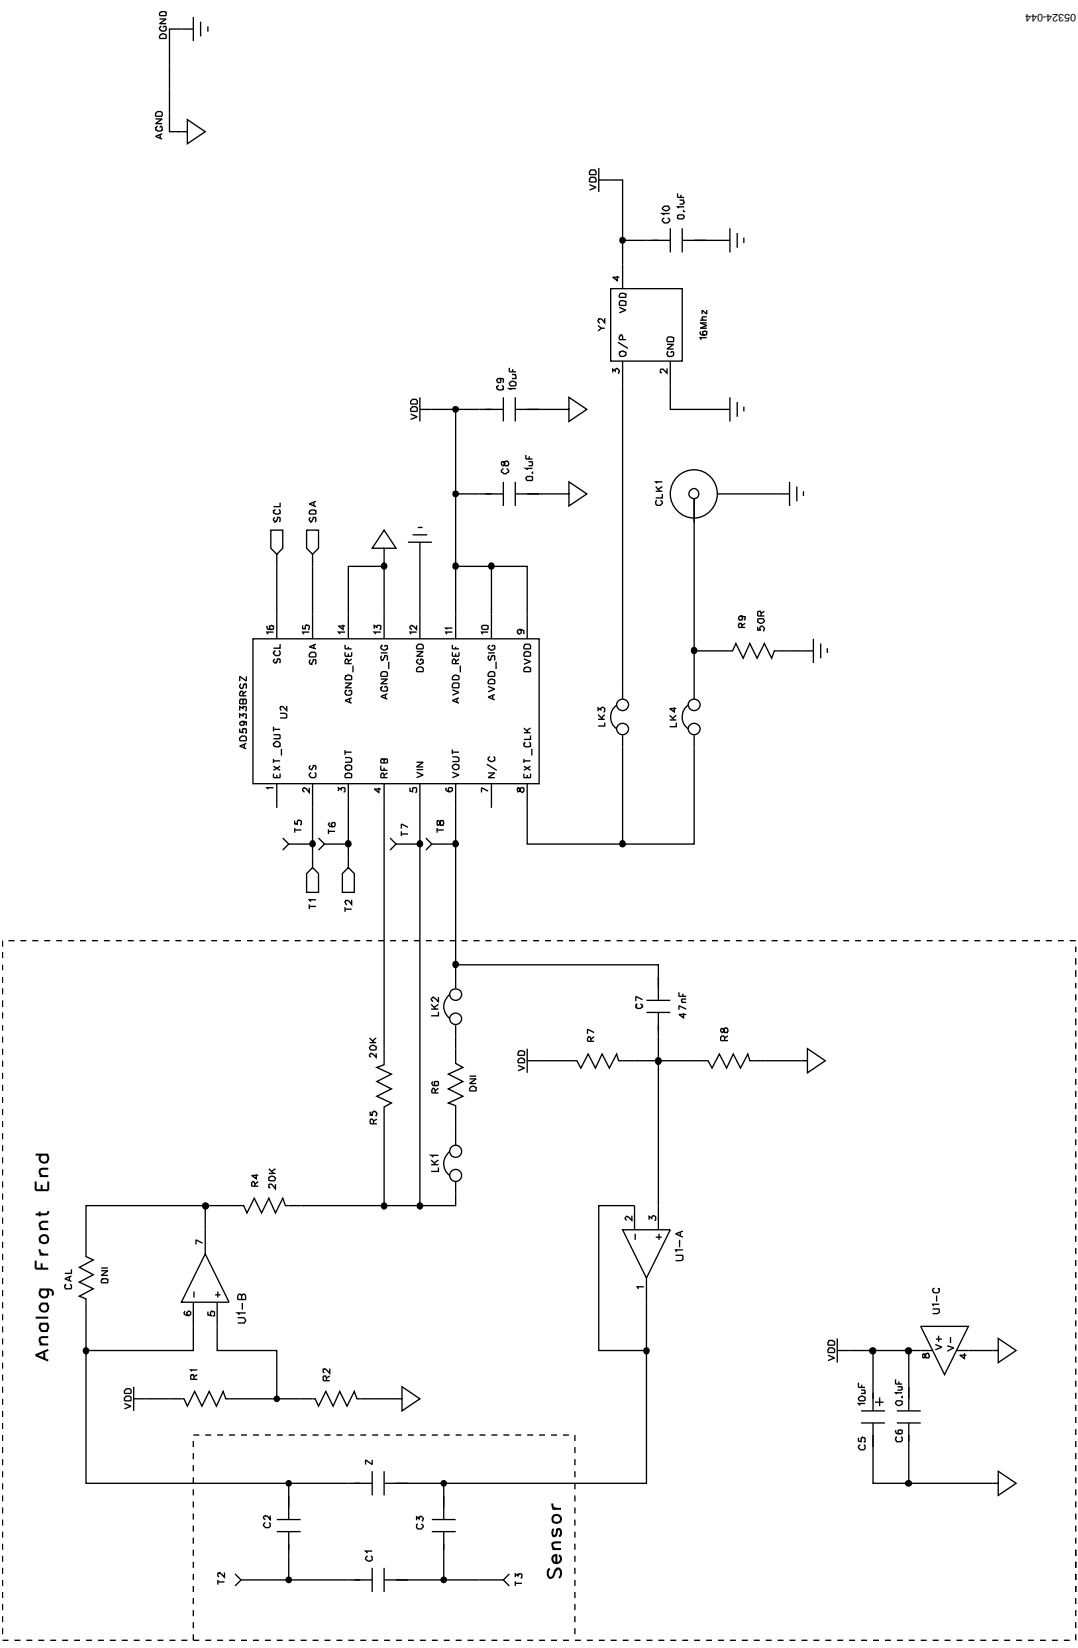 05324-044
DGND
AGND
VDD
C10
0.1uF
4
VDD
Y2
16Mhz
O/P
GND
3
2
VDD
C9
10uF
C8
0.1uF
CLK1
R9
50R
SCL
SDA
16
15
14
13
12
11
10
9
SCL
SDA
AGND_REF
AGND_SIG
DGND
AVDD_REF
AVDD_SIG
DVDD
AD5933BRSZ
U2
EXT_OUT
CS
DOUT
RFB
VIN
VOUT
N/C
EXT_CLK
1
2
3
4
5
6
7
8
LK3
LK4
T5
T6
T7
T8
T1
T2
Analog Front End
LK2
R6
DNI
LK1
20K
R5
R4
20K
C7
47nF
VDD
R7
R8
CAL
DNI
7
6
5
-
+
U1-B
2
3
-
+
1
U1-A
VDD
R1
R2
U1-C
VDD
8
V+
V-
4
10uF
+
C5
0.1uF
C6
Z
C2
C3
C1
T2
T3
Sensor